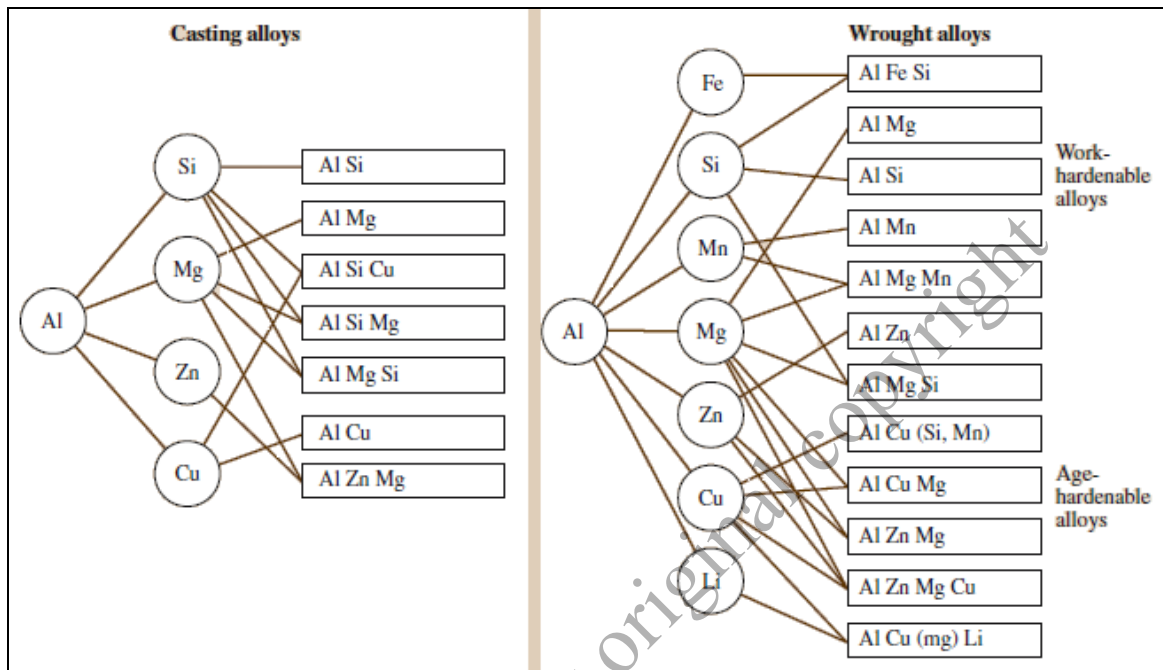 Casting alloys
Si
Mg
Al
Zn
Cu
Al Si
Al Mg
Al Si Cu
Al Si Mg
Al Mg Si
Al Cu
Al Zn Mg
Wrought alloys
Fe
Si
Mn
Al
Mg
Zn
Cu
Li
Al Fe Si
Al Mg
Al Si
Al Mn
Al Mg Mn
Al Zn
Al Mg Si
Al Cu (Si, Mn)
Al Cu Mg
Al Zn Mg
Al Zn Mg Cu
Al Cu (mg) Li
Work-
hardenable
alloys
Age-
hardenable
alloys
original copyright